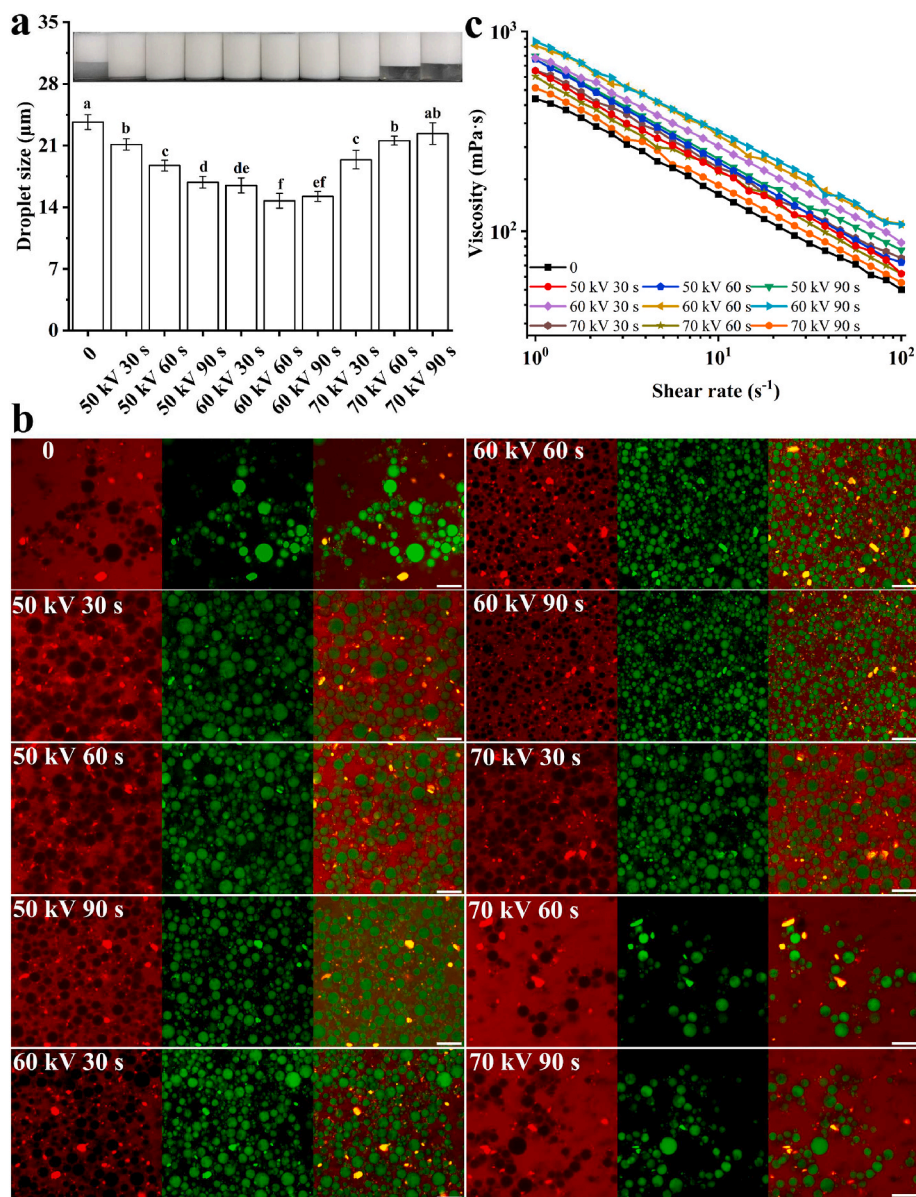 a
Droplet size (μm)
35
28
21
14
7
0
a
b
c
d
de
f
ef
c
b
ab
0
50 kV 30 s
50 kV 60 s
50 kV 90 s
60 kV 30 s
60 kV 60 s
60 kV 90 s
70 kV 30 s
70 kV 60 s
70 kV 90 s
c
Viscosity (mPa·s)
10³
10²
0
50 kV 30 s 50 kV 60 s 50 kV 90 s
60 kV 30 s 60 kV 60 s 60 kV 90 s
70 kV 30 s 70 kV 60 s 70 kV 90 s
10⁰ 10¹ 10²
Shear rate (s⁻¹)
b
0
60 kV 60 s
50 kV 30 s
60 kV 90 s
50 kV 60 s
70 kV 30 s
50 kV 90 s
70 kV 60 s
60 kV 30 s
70 kV 90 s